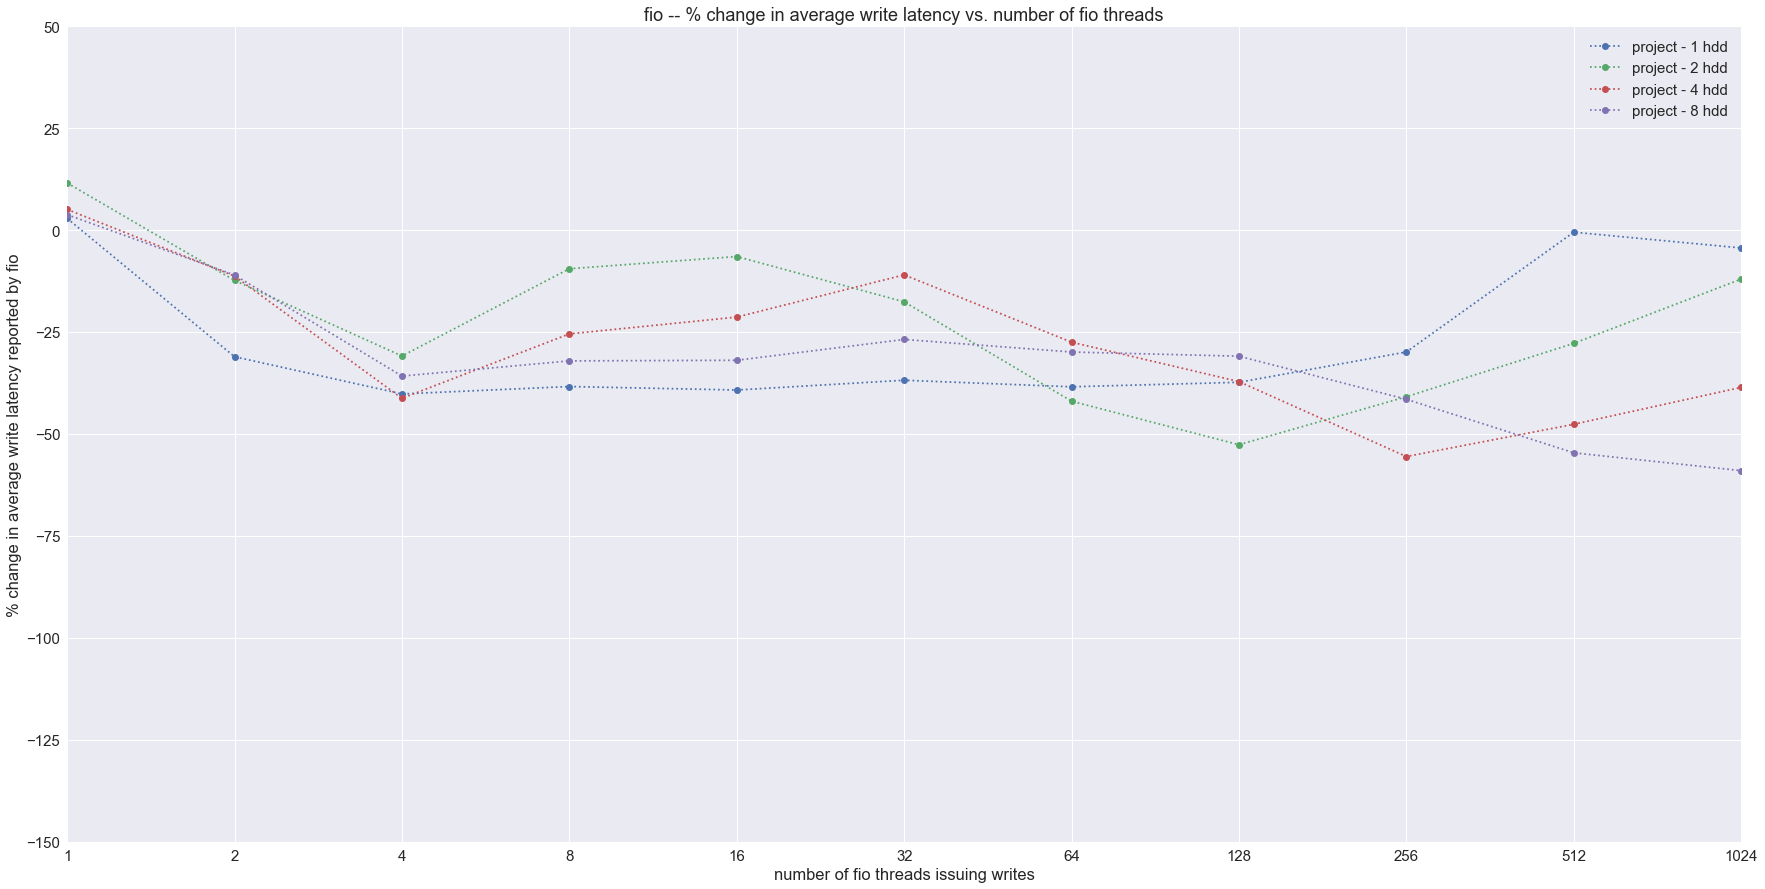 fio -- % change in average write latency vs. number of fio threads
project - 1 hdd
project - 2 hdd
project - 4 hdd
project - 8 hdd
% change in average write latency reported by fio
50
25
0
−25
−50
−75
−100
−125
−150
1 2 4 8 16 32 64 128 256 512 1024
number of fio threads issuing writes